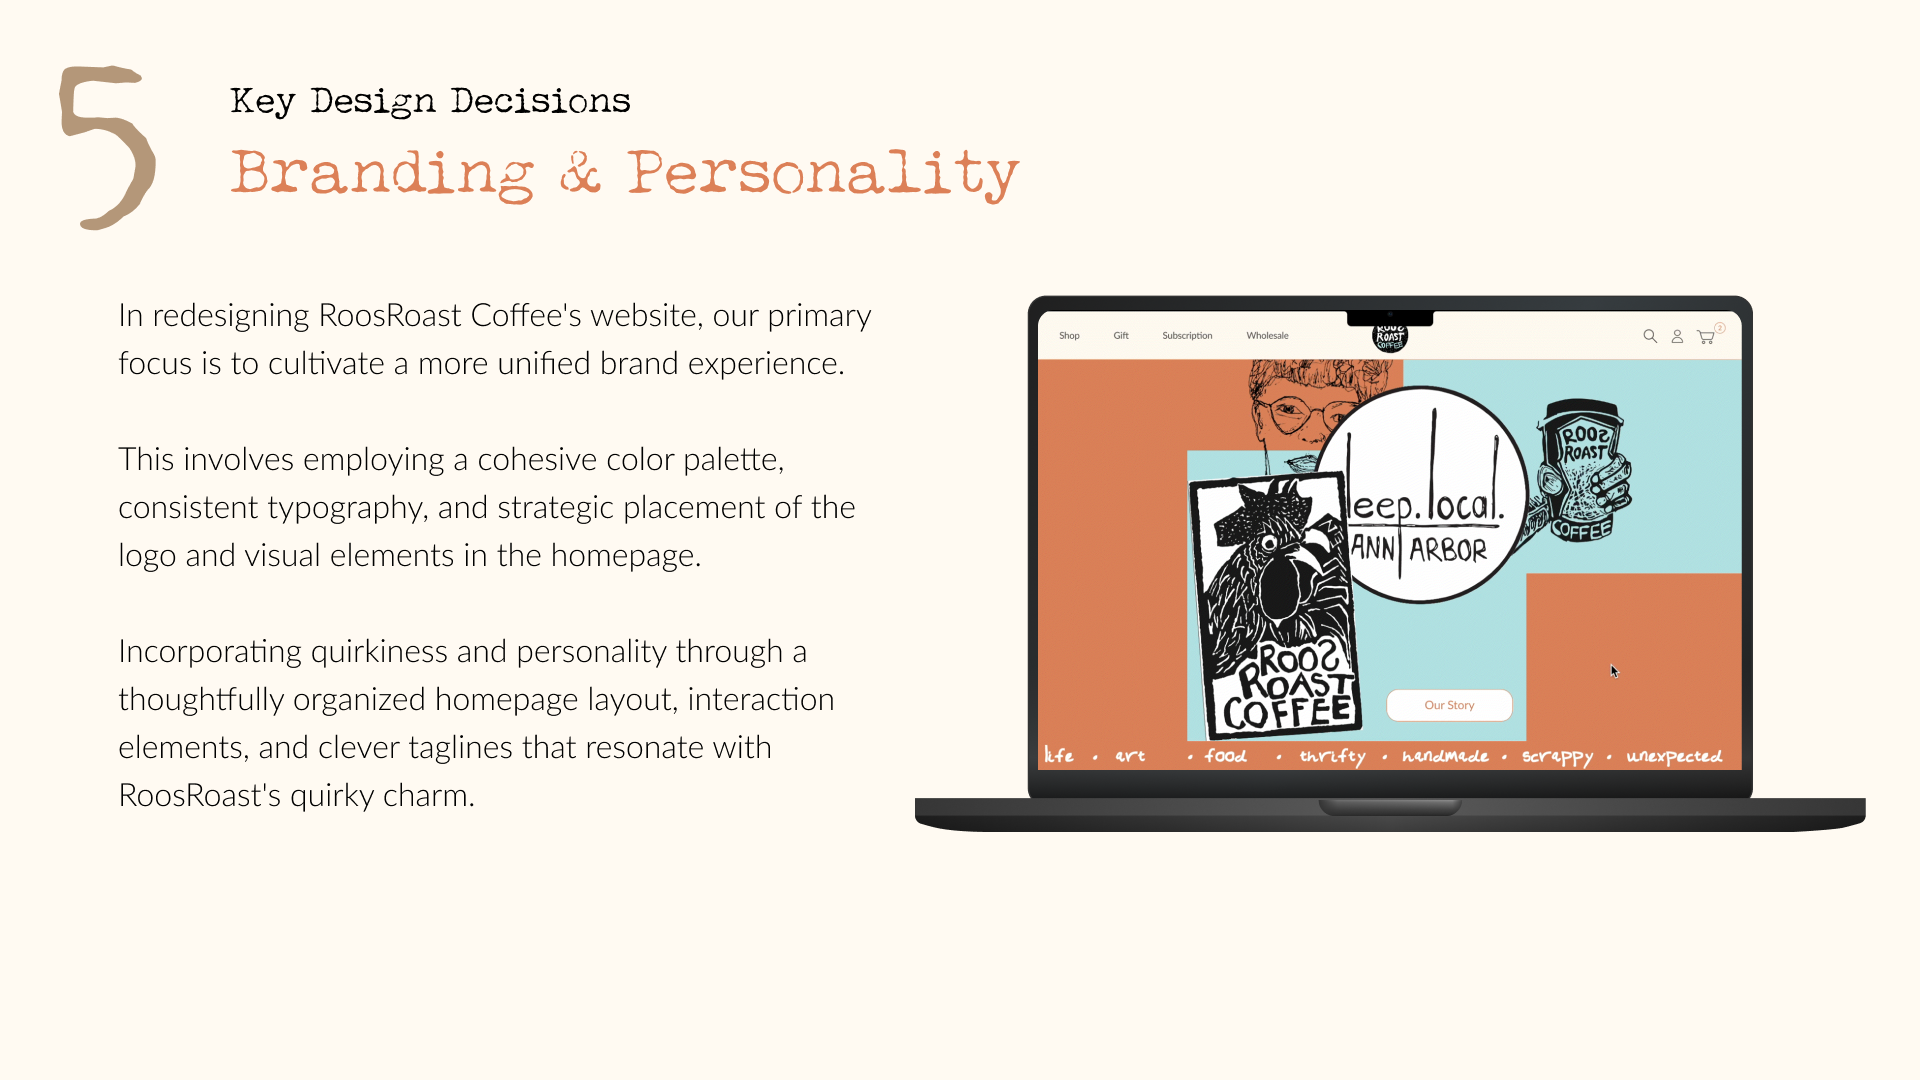 5
Key Design Decisions
Branding & Personality
In redesigning RoosRoast Coffee's website, our primary
focus is to cultivate a more unified brand experience.
This involves employing a cohesive color palette,
consistent typography, and strategic placement of the
logo and visual elements in the homepage.
Incorporating quirkiness and personality through a
thoughtfully organized homepage layout, interaction
elements, and clever taglines that resonate with
RoosRoast's quirky charm.
Shop Gift Subscription Wholesale
ROOS
ROAST
COFFEE
2
ROOS
ROAST
COFFEE
eep.local.
ANN ARBOR
ROOS
ROAST
COFFEE
Our Story
life • art • food • thrifty • handmade • scrappy • unexpected